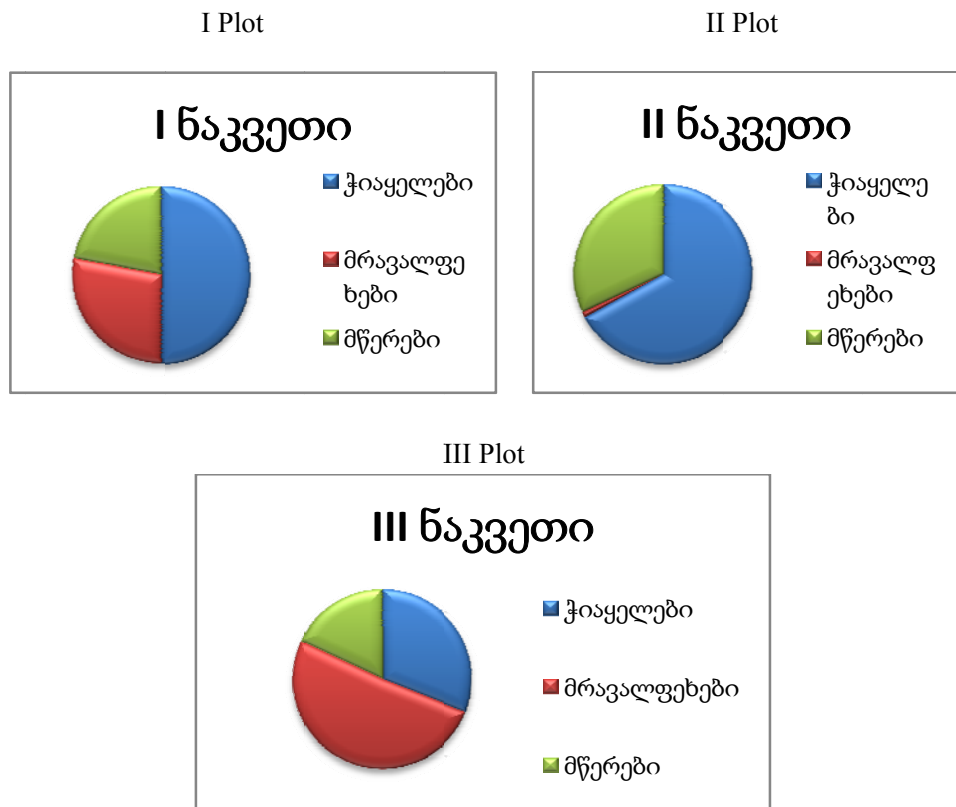 I Plot
II Plot
I ნაკვეთი
ჭიაყელები
მრავალფე
ხები
მწერები
II ნაკვეთი
ჭიაყელე
ბი
მრავალფ
ეხები
მწერები
III Plot
III ნაკვეთი
ჭიაყელები
მრავალფეხები
მწერები